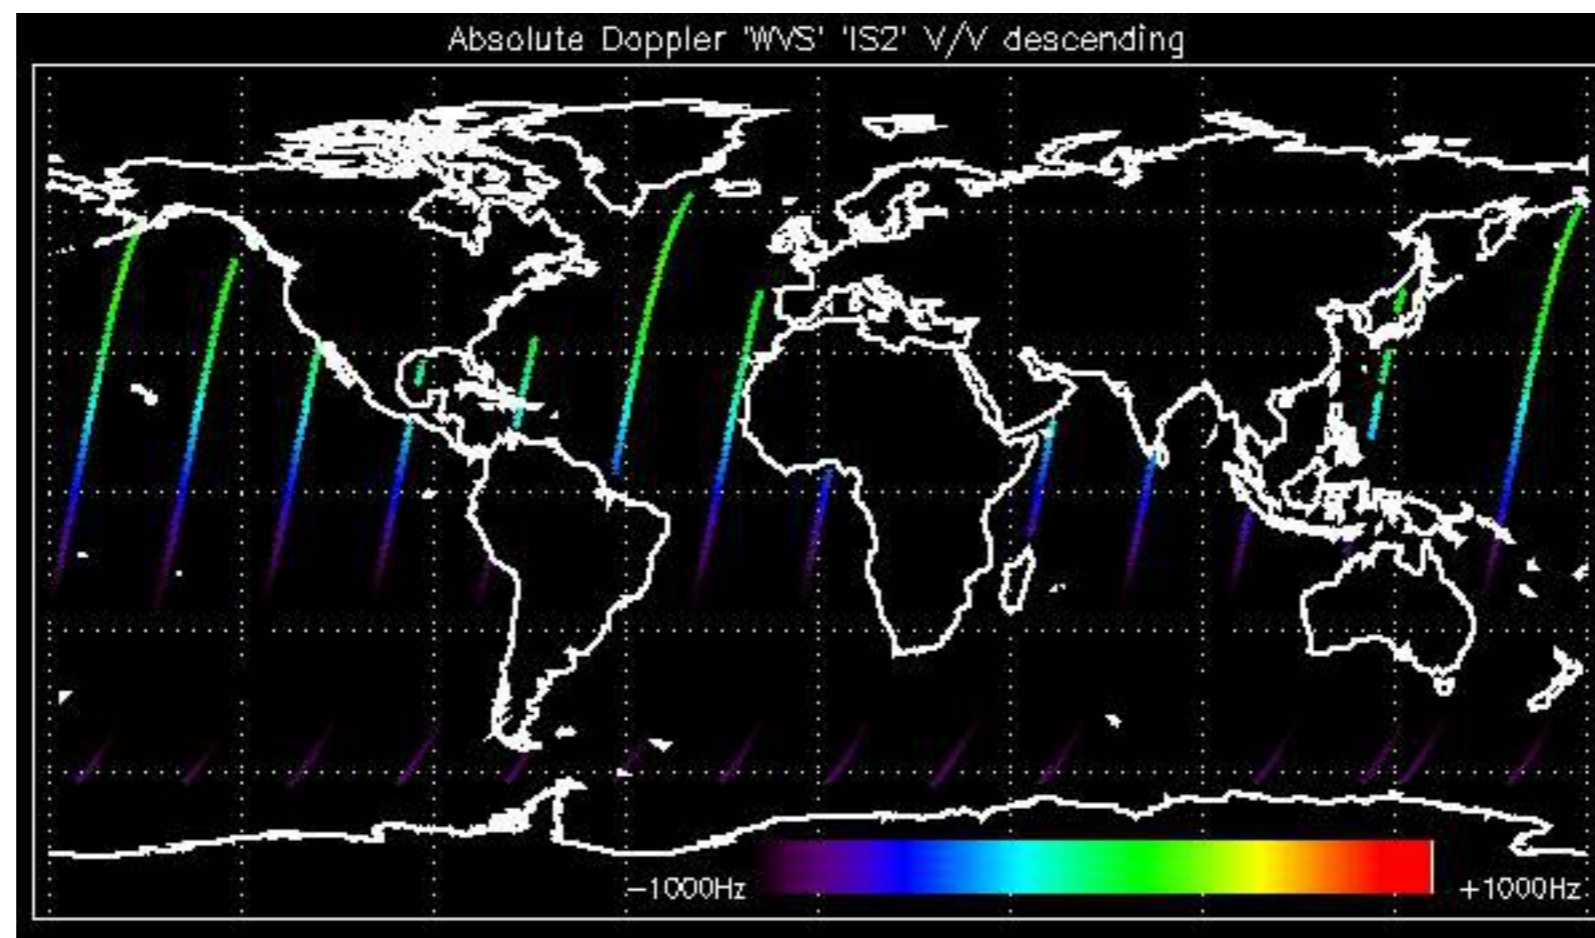 Absolute Doppler 'WVS' 'IS2' V/V descending
−1000Hz
+1000Hz